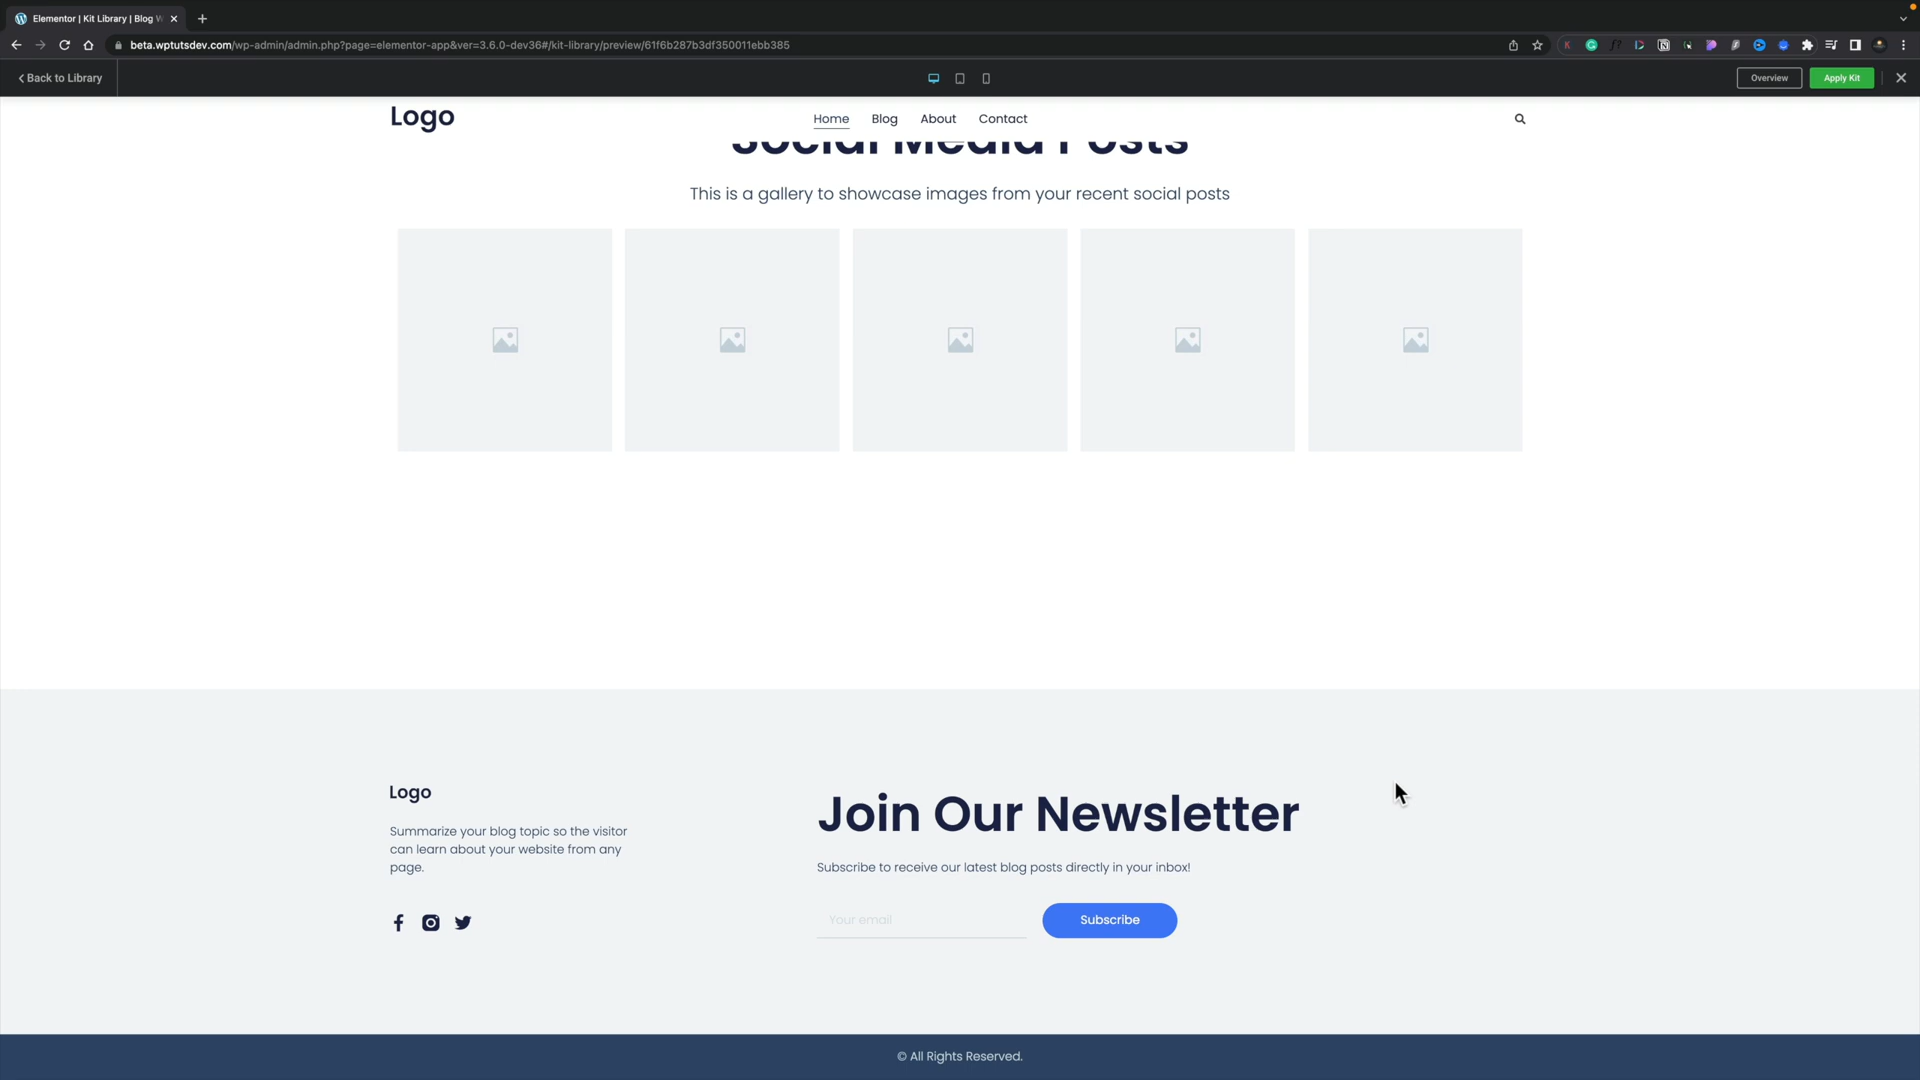 Elementor | Kit Library | Blog W
beta.wptutsdev.com/wp-admin/admin.php?page=elementor-app&ver=3.6.0-dev36#/kit-library/preview/61f6b287b3df350011ebb385
Back to Library
Overview
Apply Kit
Logo
Home
Blog
About
Contact
Social Media Posts
This is a gallery to showcase images from your recent social posts
Logo
Summarize your blog topic so the visitor
can learn about your website from any
page.
Join Our Newsletter
Subscribe to receive our latest blog posts directly in your inbox!
Your email
Subscribe
© All Rights Reserved.